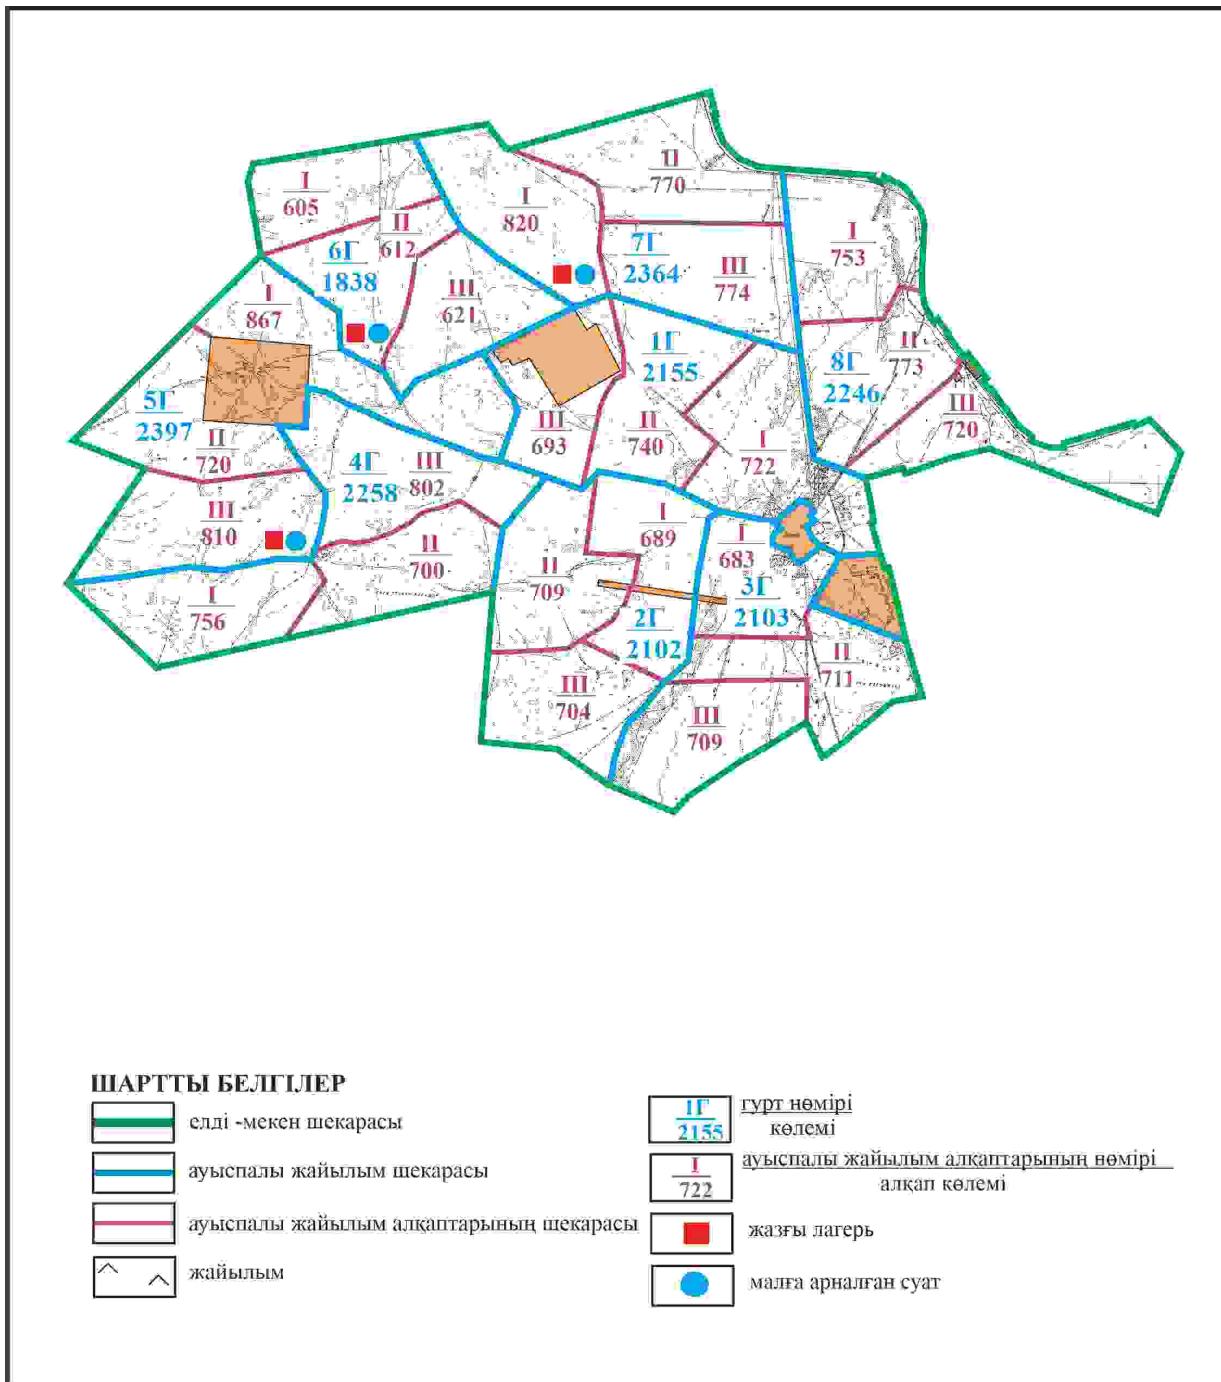 II
770
I
605
I
820
II
612
I
753
6Г
1838
7Г
2364
III
774
III
621
I
867
1Г
2155
8Г
2246
II
773
5Г
2397
II
720
III
693
II
740
I
722
III
720
4Г
2258
III
802
III
810
I
689
I
683
II
700
II
709
3Г
2103
I
756
2Г
2102
II
711
III
704
III
709
ШАРТТЫ БЕЛГІЛЕР
елді -мекен шекарасы
ауыспалы жайылым шекарасы
ауыспалы жайылым алқаптарының шекарасы
жайылым
1Г
2155
гурт нөмірі
көлемі
I
722
ауыспалы жайылым алқаптарының нөмірі
алқап көлемі
жазғы лагерь
малға арналған суат